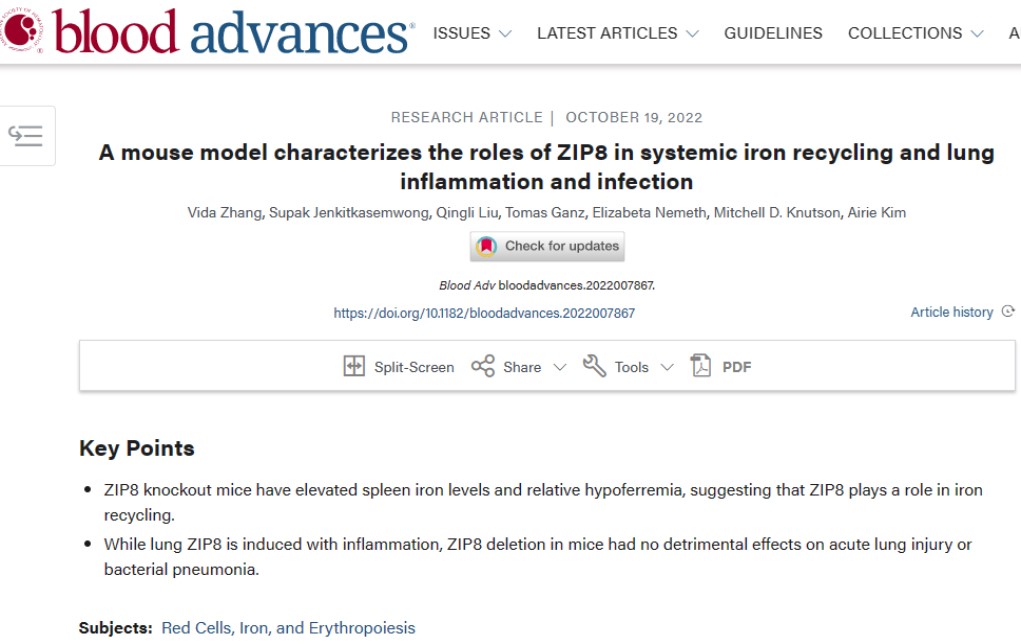 blood advances®
ISSUES
LATEST ARTICLES
GUIDELINES
COLLECTIONS
RESEARCH ARTICLE | OCTOBER 19, 2022
A mouse model characterizes the roles of ZIP8 in systemic iron recycling and lung
inflammation and infection
Vida Zhang, Supak Jenkitkasemwong, Qingli Liu, Tomas Ganz, Elizabeta Nemeth, Mitchell D. Knutson, Airie Kim
Check for updates
Blood Adv bloodadvances.2022007867.
https://doi.org/10.1182/bloodadvances.2022007867
Article history
Split-Screen
Share
Tools
PDF
Key Points
• ZIP8 knockout mice have elevated spleen iron levels and relative hypoferremia, suggesting that ZIP8 plays a role in iron
recycling.
• While lung ZIP8 is induced with inflammation, ZIP8 deletion in mice had no detrimental effects on acute lung injury or
bacterial pneumonia.
Subjects: Red Cells, Iron, and Erythropoiesis